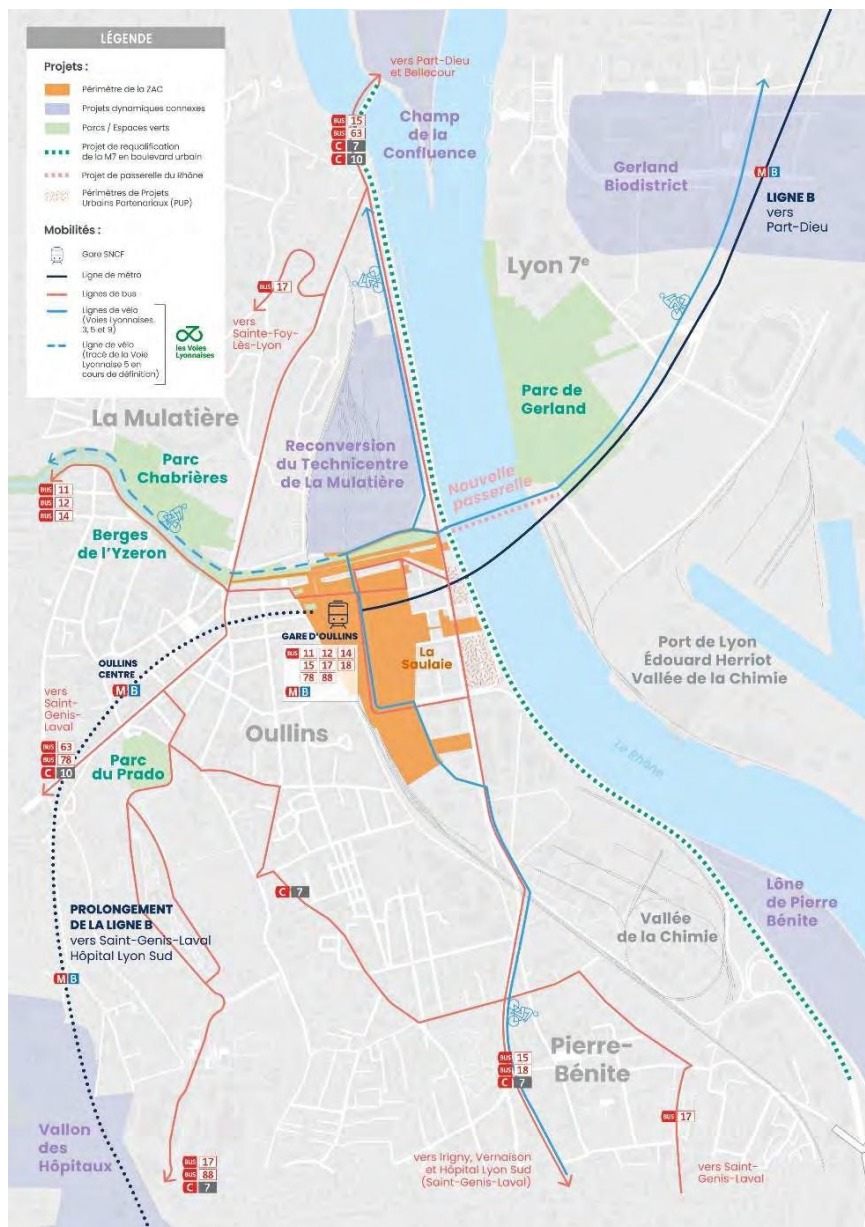 LÉGENDE
Projets :
Périmètre de la ZAC
Projets dynamiques connexes
Parcs / Espaces verts
Projet de requalification
de la M7 en boulevard urbain
Projet de passerelle du Rhône
Périmètres de Projets
Urbains Partenariaux (PUP)
Mobilités :
Gare SNCF
Ligne de métro
Lignes de bus
Lignes de vélo
(Voies Lyonnaises
3, 5 et 9)
Ligne de vélo
(tracé de la Voie
Lyonnaise 5 en
cours de définition)
les Voies
Lyonnaises
vers Part-Dieu
et Bellecour
BUS 15
BUS 63
C 7
C 10
Champ
de la
Confluence
Gerland
Biodistrict
M B
LIGNE B
vers
Part-Dieu
Lyon 7e
BUS 17
vers
Sainte-Foy-
Lès-Lyon
La Mulatière
Parc de
Gerland
Parc
Chabrières
Reconversion
du Technicentre
de La Mulatière
Nouvelle
passerelle
BUS 11
BUS 12
BUS 14
Berges
de l'Yzeron
GARE D'OULLINS
BUS 11 12 14
15 17 18
78 88
M B
La
Saulaie
Port de Lyon
Édouard Herriot
Vallée de la Chimie
OULLINS
CENTRE
M B
vers
Saint-
Genis-
Laval
BUS 63
BUS 78
C 10
Oullins
Parc
du Prado
Le Rhône
C 7
PROLONGEMENT
DE LA LIGNE B
vers Saint-Genis-Laval
Hôpital Lyon Sud
M B
Vallée
de la Chimie
Lône
de Pierre
Bénite
Pierre-
Bénite
BUS 15
BUS 18
C 7
BUS 17
Vallon
des
Hôpitaux
BUS 17
BUS 88
C 7
vers Irigny, Vernaison
et Hôpital Lyon Sud
(Saint-Genis-Laval)
vers Saint-
Genis-Laval